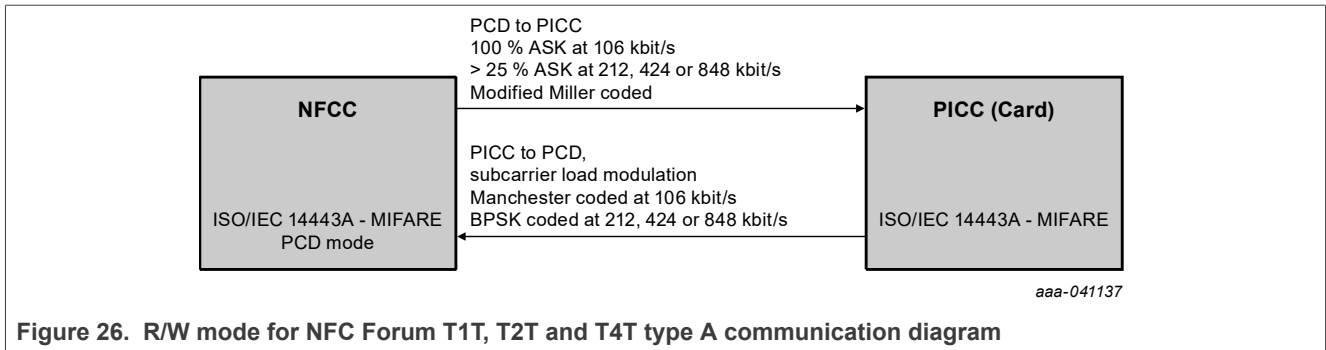 PCD to PICC
100 % ASK at 106 kbit/s
> 25 % ASK at 212, 424 or 848 kbit/s
Modified Miller coded
NFCC
PICC (Card)
PICC to PCD,
subcarrier load modulation
Manchester coded at 106 kbit/s
BPSK coded at 212, 424 or 848 kbit/s
ISO/IEC 14443A - MIFARE
PCD mode
ISO/IEC 14443A - MIFARE
aaa-041137
Figure 26. R/W mode for NFC Forum T1T, T2T and T4T type A communication diagram